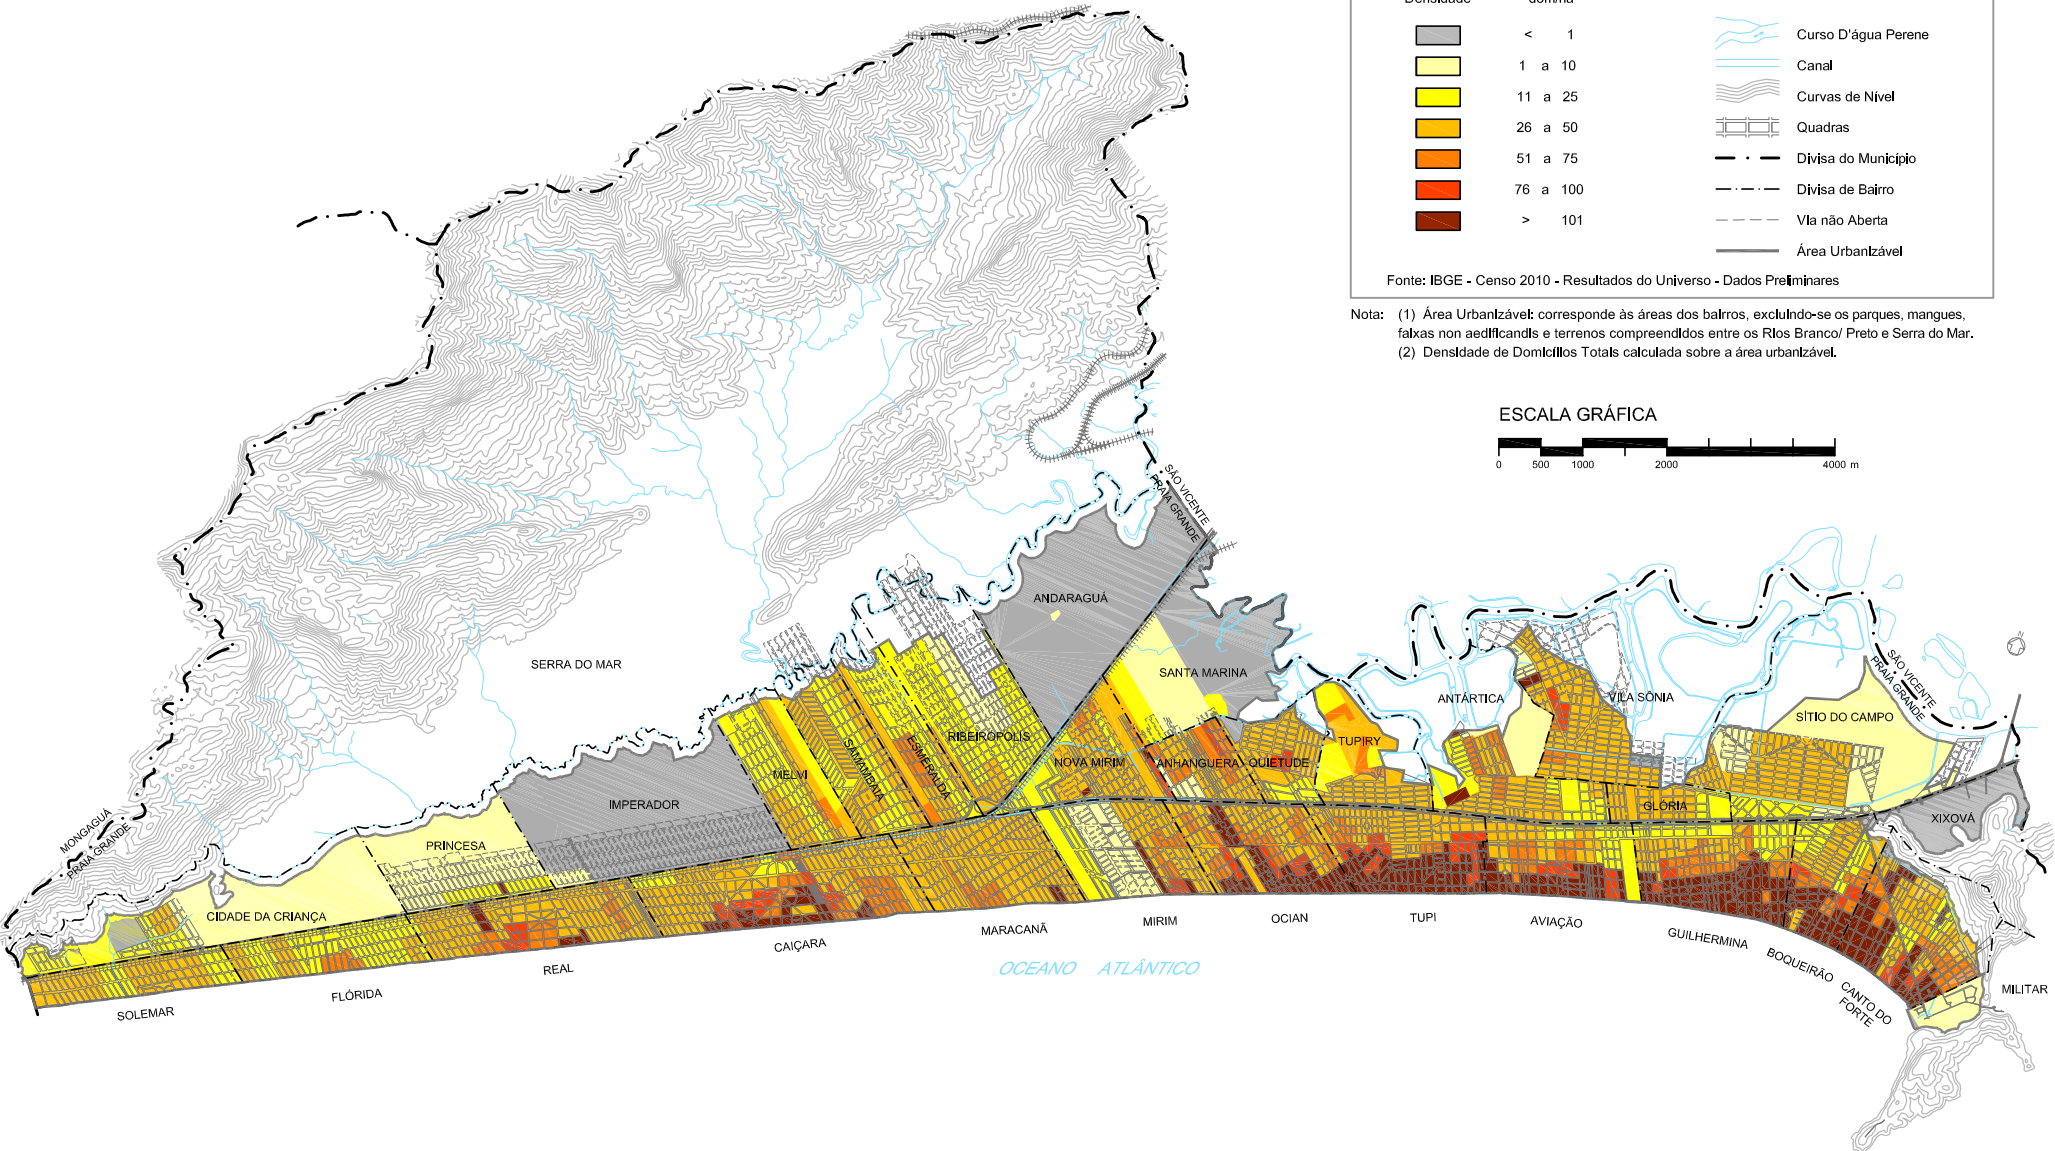 Densidade dom/ha
< 1
1 a 10
11 a 25
26 a 50
51 a 75
76 a 100
> 101
Curso D'água Perene
Canal
Curvas de Nível
Quadras
Divisa do Município
Divisa de Bairro
Via não Aberta
Área Urbanizável
Fonte: IBGE - Censo 2010 - Resultados do Universo - Dados Preliminares
Nota: (1) Área Urbanizável: corresponde às áreas dos bairros, excluindo-se os parques, mangues,
faixas non aedificandis e terrenos compreendidos entre os Rios Branco/ Preto e Serra do Mar.
(2) Densidade de Domicílios Totais calculada sobre a área urbanizável.
ESCALA GRÁFICA
0 500 1000 2000 4000 m
SÃO VICENTE
PRAIA GRANDE
ANDARAGUÁ
SERRA DO MAR
SANTA MARINA
ANTÁRTICA
VILA SÔNIA
SÃO VICENTE
PRAIA GRANDE
N
SÍTIO DO CAMPO
RIBEIRÓPOLIS
TUPIRY
MELVI
SAMAMBAIA
ESMERALDA
NOVA MIRIM
ANHANGUERA
QUIETUDE
IMPERADOR
GLÓRIA
XIXOVÁ
MONGAGUÁ
PRAIA GRANDE
PRINCESA
CIDADE DA CRIANÇA
SOLEMAR
FLÓRIDA
REAL
CAIÇARA
MARACANÃ
MIRIM
OCIAN
TUPI
AVIAÇÃO
GUILHERMINA
BOQUEIRÃO
CANTO DO
FORTE
MILITAR
OCEANO ATLÂNTICO